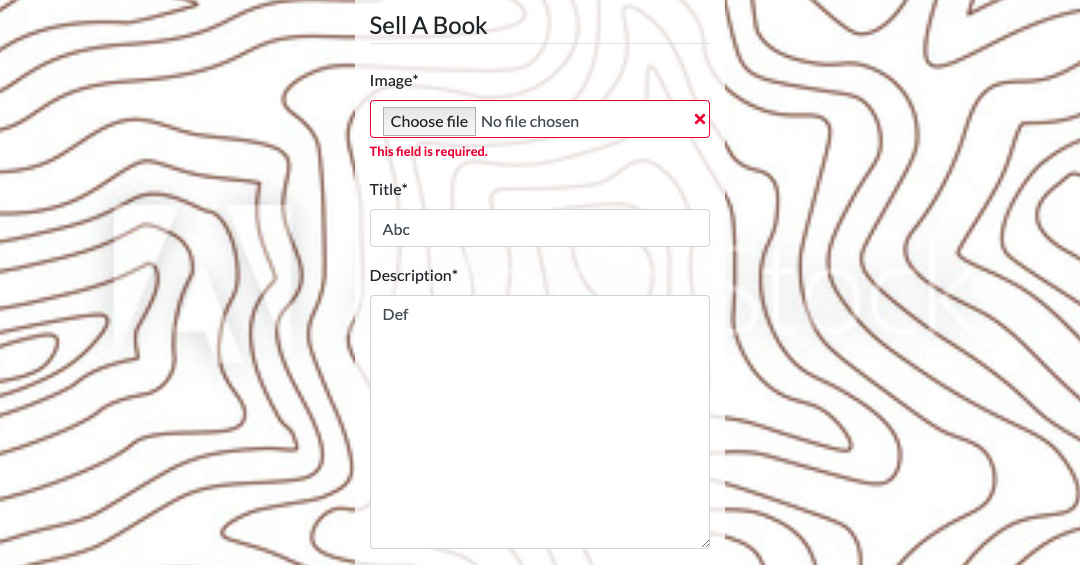 Sell A Book
Image*
Choose file No file chosen
This field is required.
Title*
Abc
Description*
Def